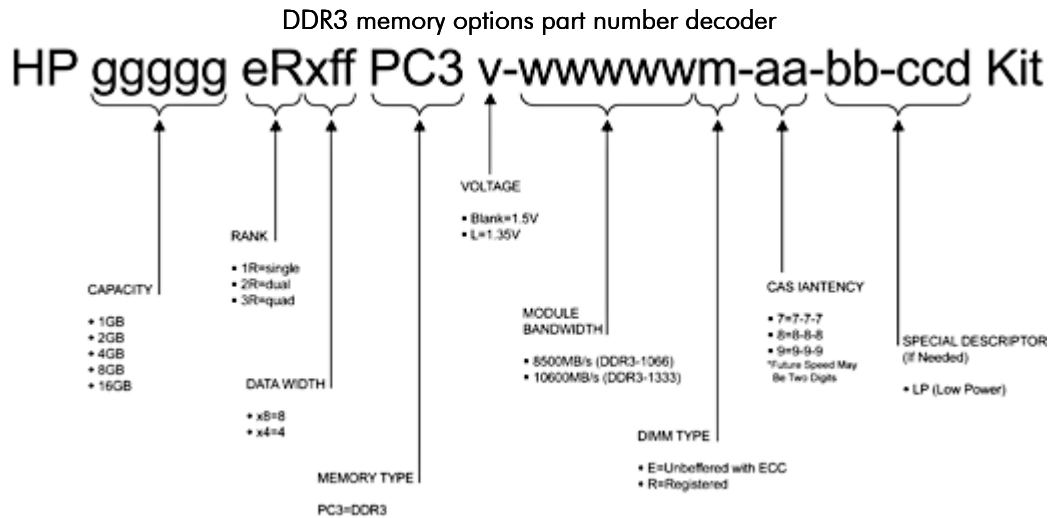 DDR3 memory options part number decoder
HP ggggg eRxff PC3 v-wwwwwm-aa-bb-ccd Kit
VOLTAGE
▪ Blank=1.5V
▪ L=1.35V
RANK
▪ 1R=single
▪ 2R=dual
▪ 3R=quad
CAPACITY
• 1GB
• 2GB
• 4GB
• 8GB
• 16GB
CAS IANTENCY
▪ 7=7-7-7
▪ 8=8-8-8
▪ 9=9-9-9
*Future Speed May
Be Two Digits
MODULE
BANDWIDTH
▪ 8500MB/s (DDR3-1066)
▪ 10600MB/s (DDR3-1333)
SPECIAL DESCRIPTOR
(If Needed)
• LP (Low Power)
DATA WIDTH
• x8=8
• x4=4
DIMM TYPE
• E=Unbeffered with ECC
• R=Registered
MEMORY TYPE
PC3=DDR3